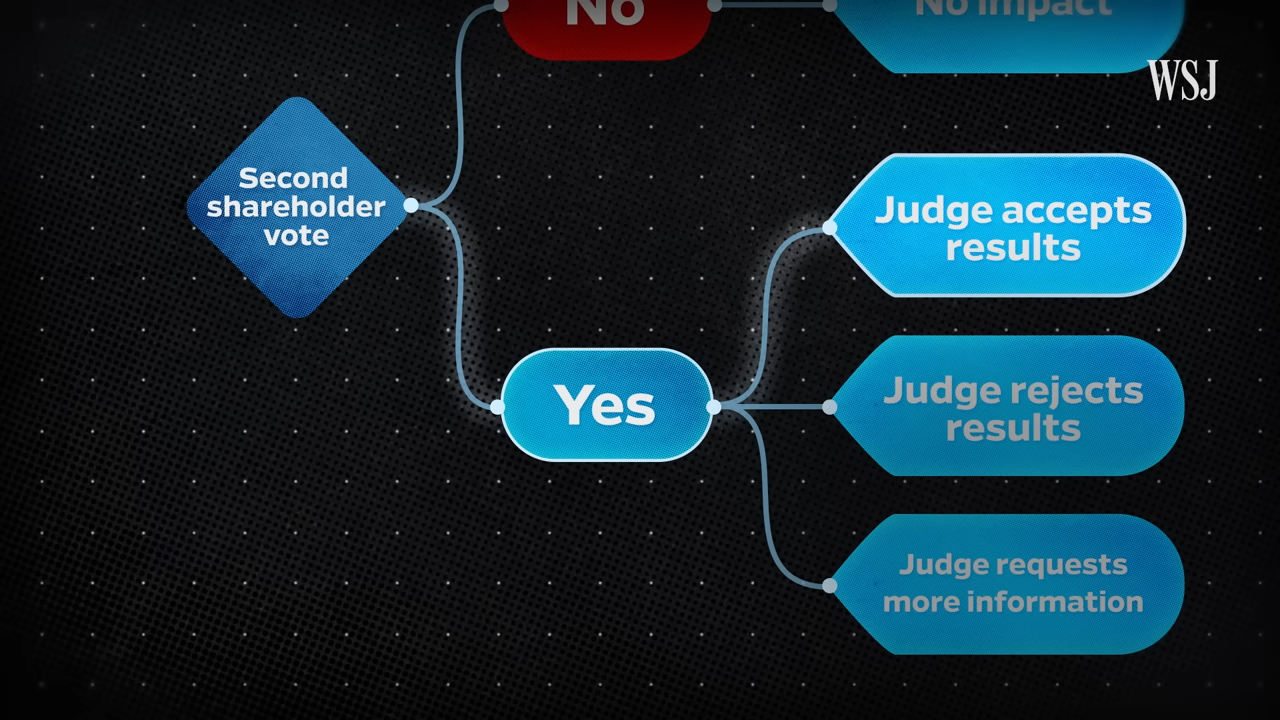 No
No impact
WSJ
Second
shareholder
vote
Judge accepts
results
Yes
Judge rejects
results
Judge requests
more information